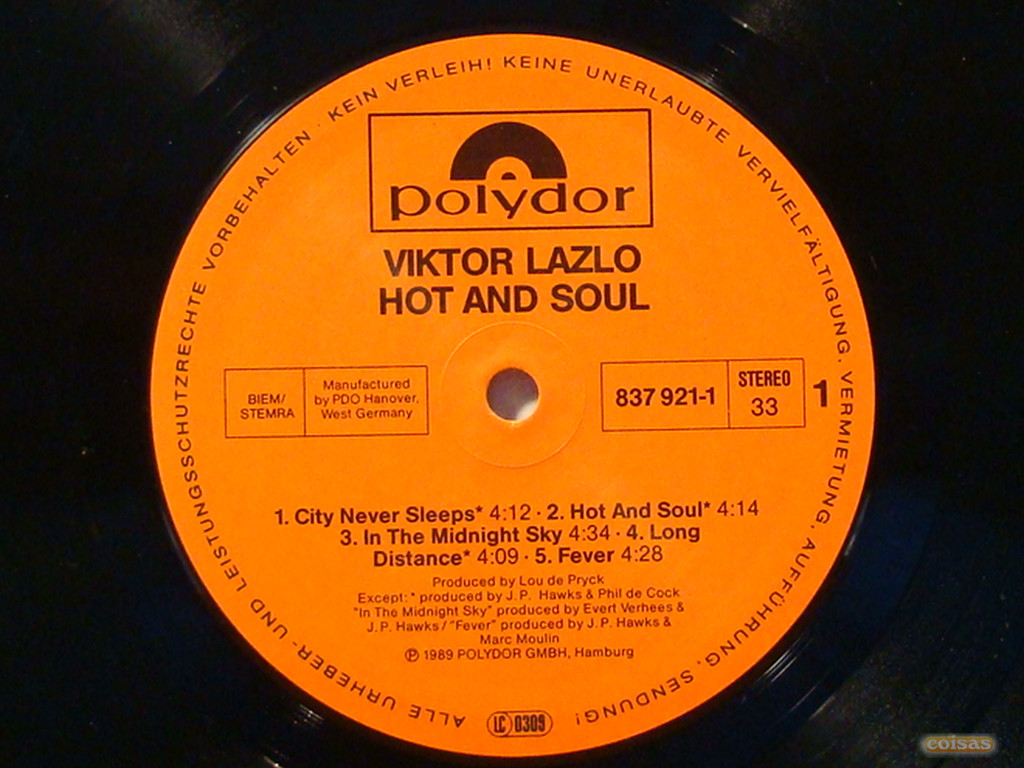 ALLE URHEBER- UND LEISTUNGSSCHUTZRECHTE VORBEHALTEN · KEIN VERLEIH! KEINE UNERLAUBTE VERVIELFÄLTIGUNG, VERMIETUNG, AUFFÜHRUNG, SENDUNG!
polydor
VIKTOR LAZLO
HOT AND SOUL
BIEM/
STEMRA
Manufactured
by PDO Hanover,
West Germany
837 921-1
STEREO
33
1
1. City Never Sleeps* 4:12 · 2. Hot And Soul* 4:14
3. In The Midnight Sky 4:34 · 4. Long
Distance* 4:09 · 5. Fever 4:28
Produced by Lou de Pryck
Except: * produced by J.P. Hawks & Phil de Cock
"In The Midnight Sky" produced by Evert Verhees &
J.P. Hawks / "Fever" produced by J.P. Hawks &
Marc Moulin
℗ 1989 POLYDOR GMBH, Hamburg
LC 0309
coisas